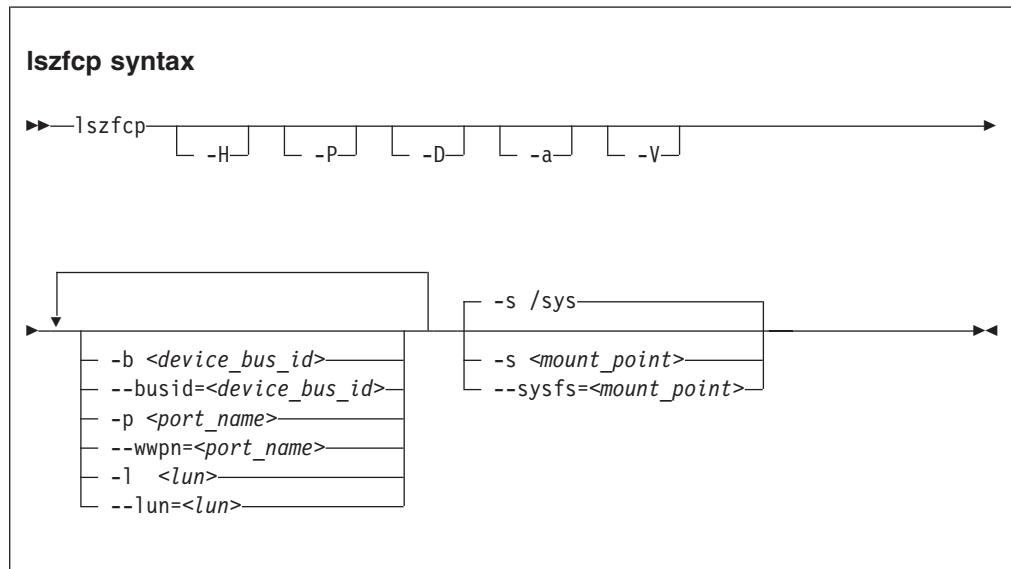 lszfcp syntax
lszfcp
-H -P -D -a -V
-s /sys
-b <device_bus_id> -s <mount_point>
--busid=<device_bus_id> --sysfs=<mount_point>
-p <port_name>
--wwpn=<port_name>
-l <lun>
--lun=<lun>